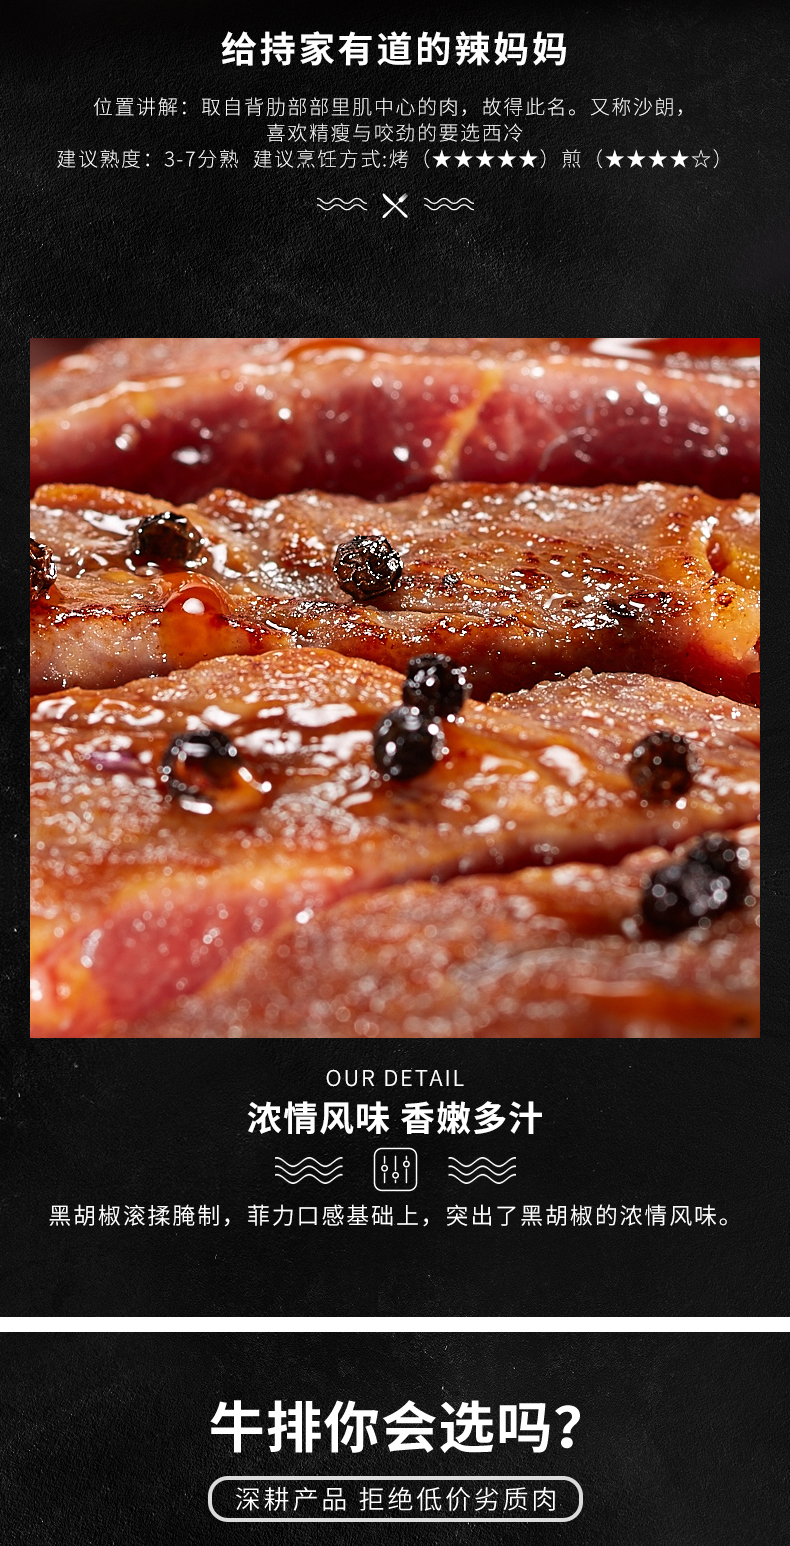 给持家有道的辣妈妈
位置讲解：取自背肋部部里肌中心的肉，故得此名。又称沙朗，
喜欢精瘦与咬劲的要选西冷
建议熟度：3-7分熟 建议烹饪方式:烤（★★★★★）煎（★★★★☆）
OUR DETAIL
浓情风味 香嫩多汁
黑胡椒滚揉腌制，菲力口感基础上，突出了黑胡椒的浓情风味。
牛排你会选吗？
深耕产品 拒绝低价劣质肉